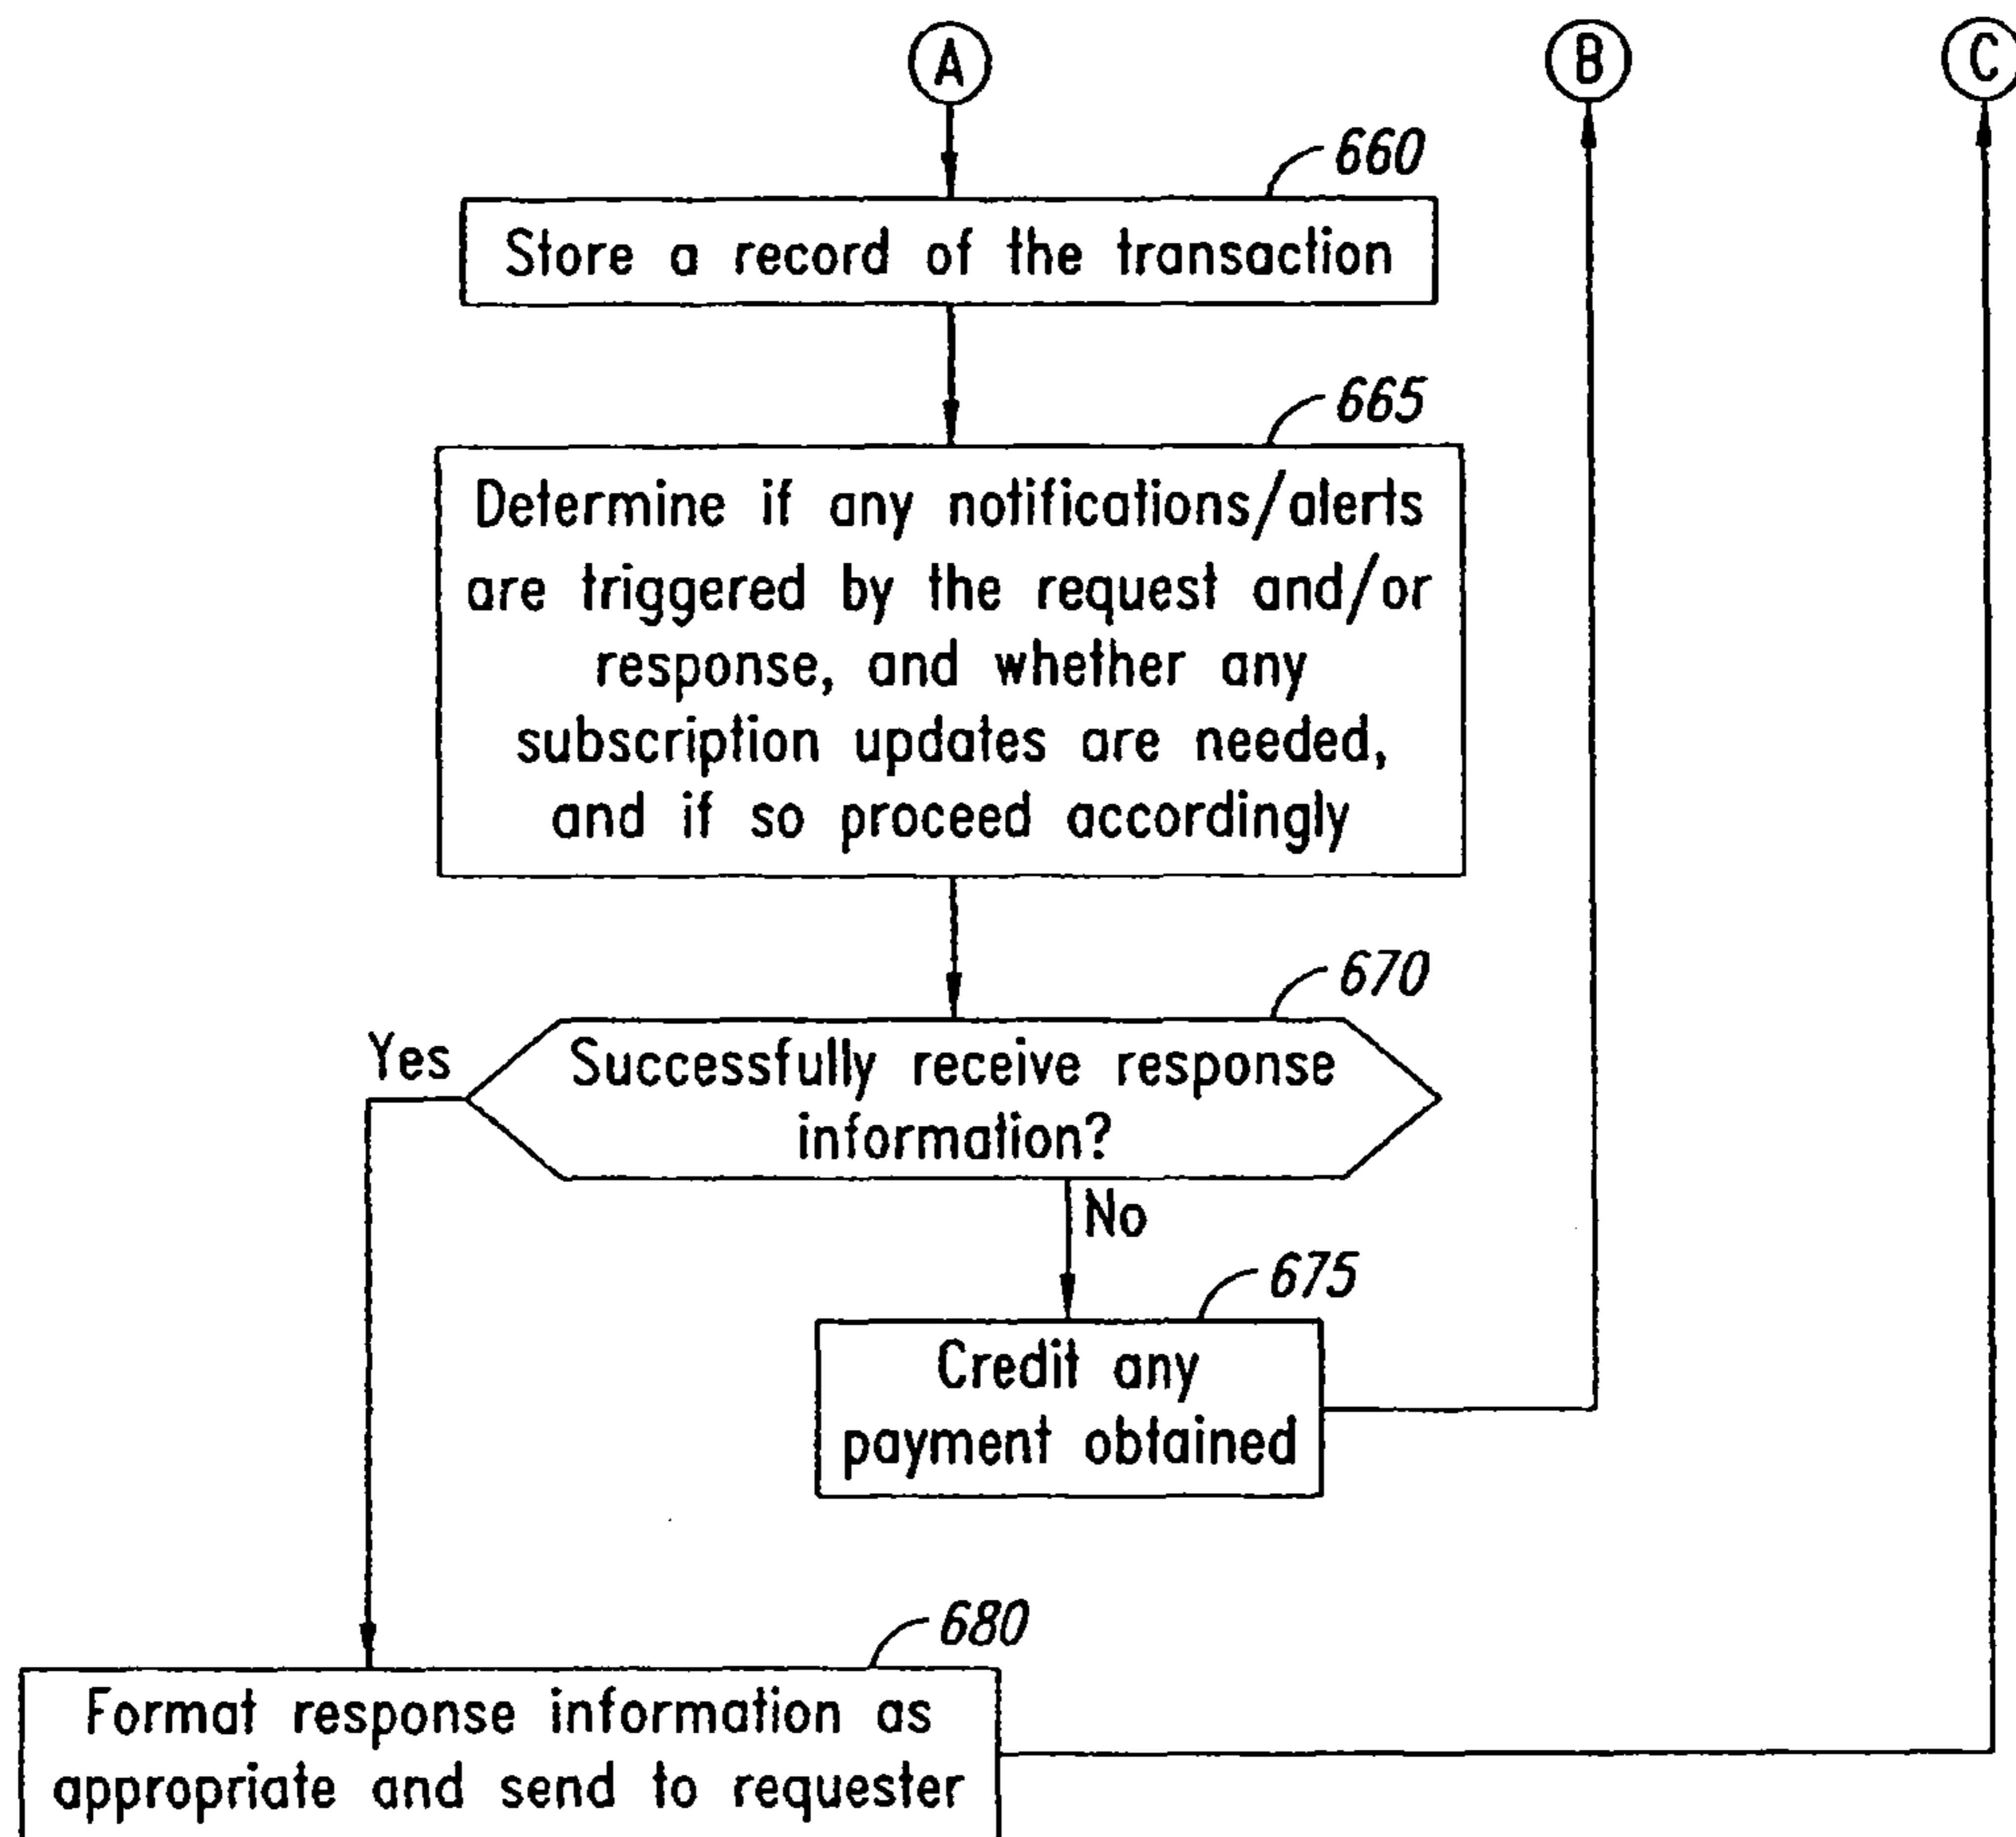 A
B
C
660
Store a record of the transaction
665
Determine if any notifications/alerts
are triggered by the request and/or
response, and whether any
subscription updates are needed,
and if so proceed accordingly
670
Yes
Successfully receive response
information?
No
675
Credit any
payment obtained
680
Format response information as
appropriate and send to requester